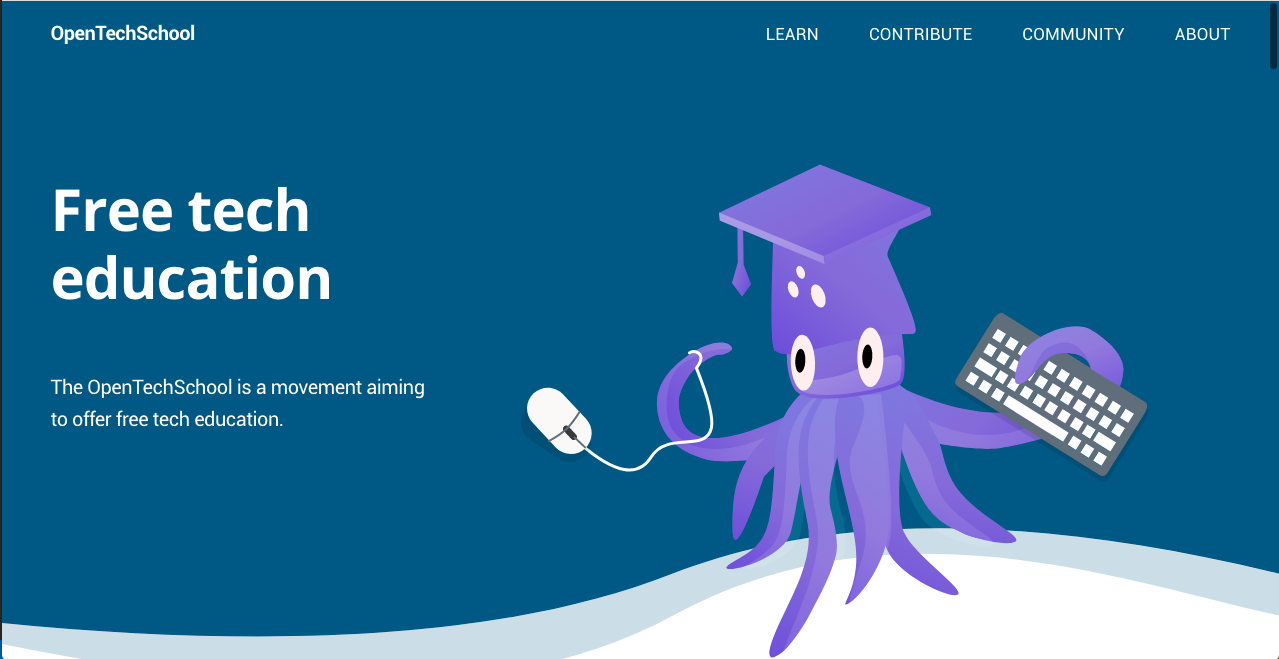 OpenTechSchool
LEARN CONTRIBUTE COMMUNITY ABOUT
Free tech
education
The OpenTechSchool is a movement aiming
to offer free tech education.